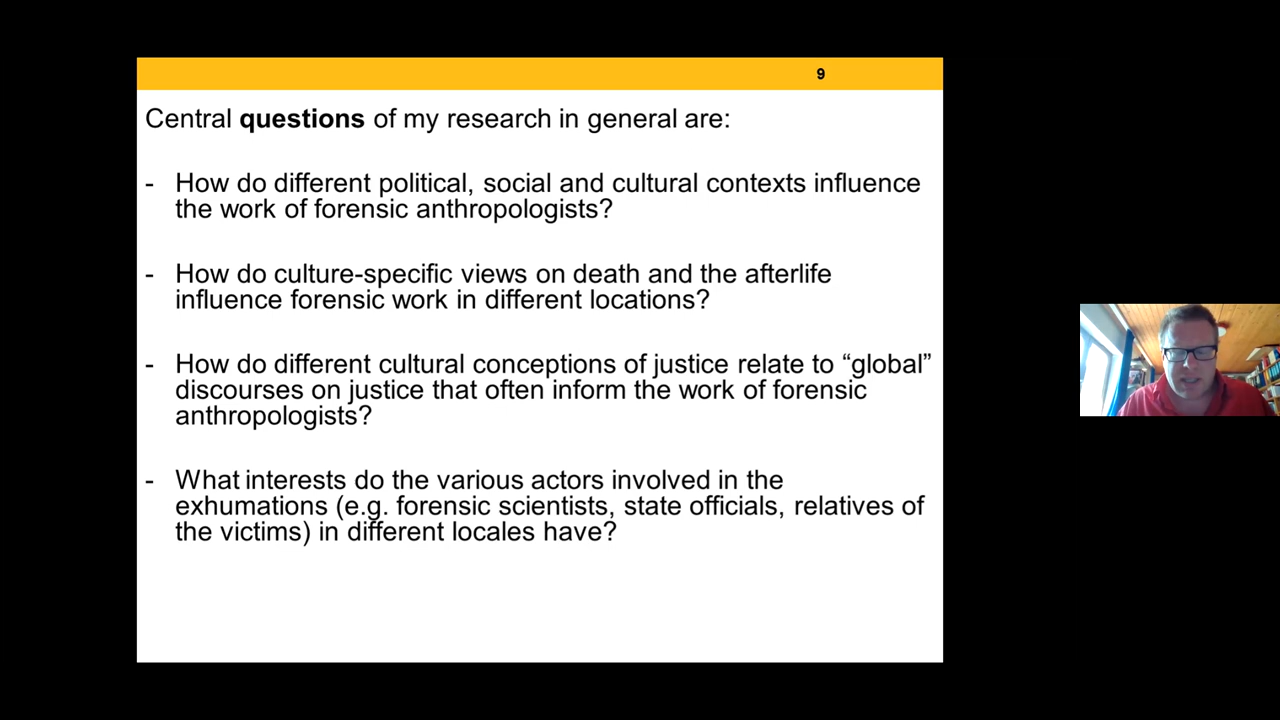 9
Central questions of my research in general are:
- How do different political, social and cultural contexts influence
the work of forensic anthropologists?
- How do culture-specific views on death and the afterlife
influence forensic work in different locations?
- How do different cultural conceptions of justice relate to “global”
discourses on justice that often inform the work of forensic
anthropologists?
- What interests do the various actors involved in the
exhumations (e.g. forensic scientists, state officials, relatives of
the victims) in different locales have?